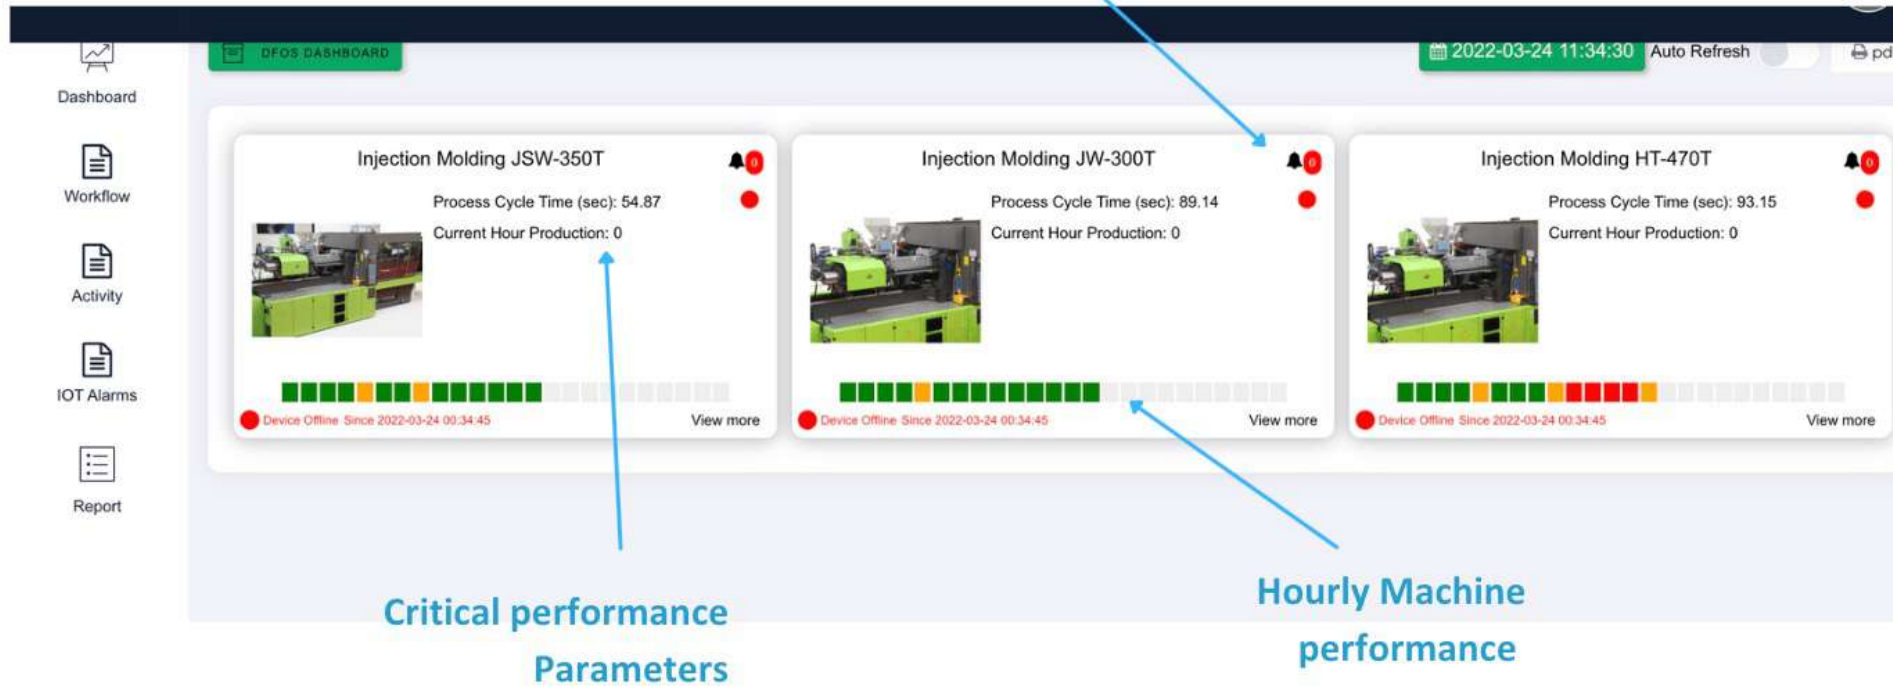 DFOS DASHBOARD
2022-03-24 11:34:30 Auto Refresh pd
Dashboard
Workflow
Activity
IOT Alarms
Report
Injection Molding JSW-350T
0
Process Cycle Time (sec): 54.87
Current Hour Production: 0
Device Offline Since 2022-03-24 00:34:45
View more
Injection Molding JW-300T
0
Process Cycle Time (sec): 89.14
Current Hour Production: 0
Device Offline Since 2022-03-24 00:34:45
View more
Injection Molding HT-470T
0
Process Cycle Time (sec): 93.15
Current Hour Production: 0
Device Offline Since 2022-03-24 00:34:45
View more
Critical performance
Parameters
Hourly Machine
performance